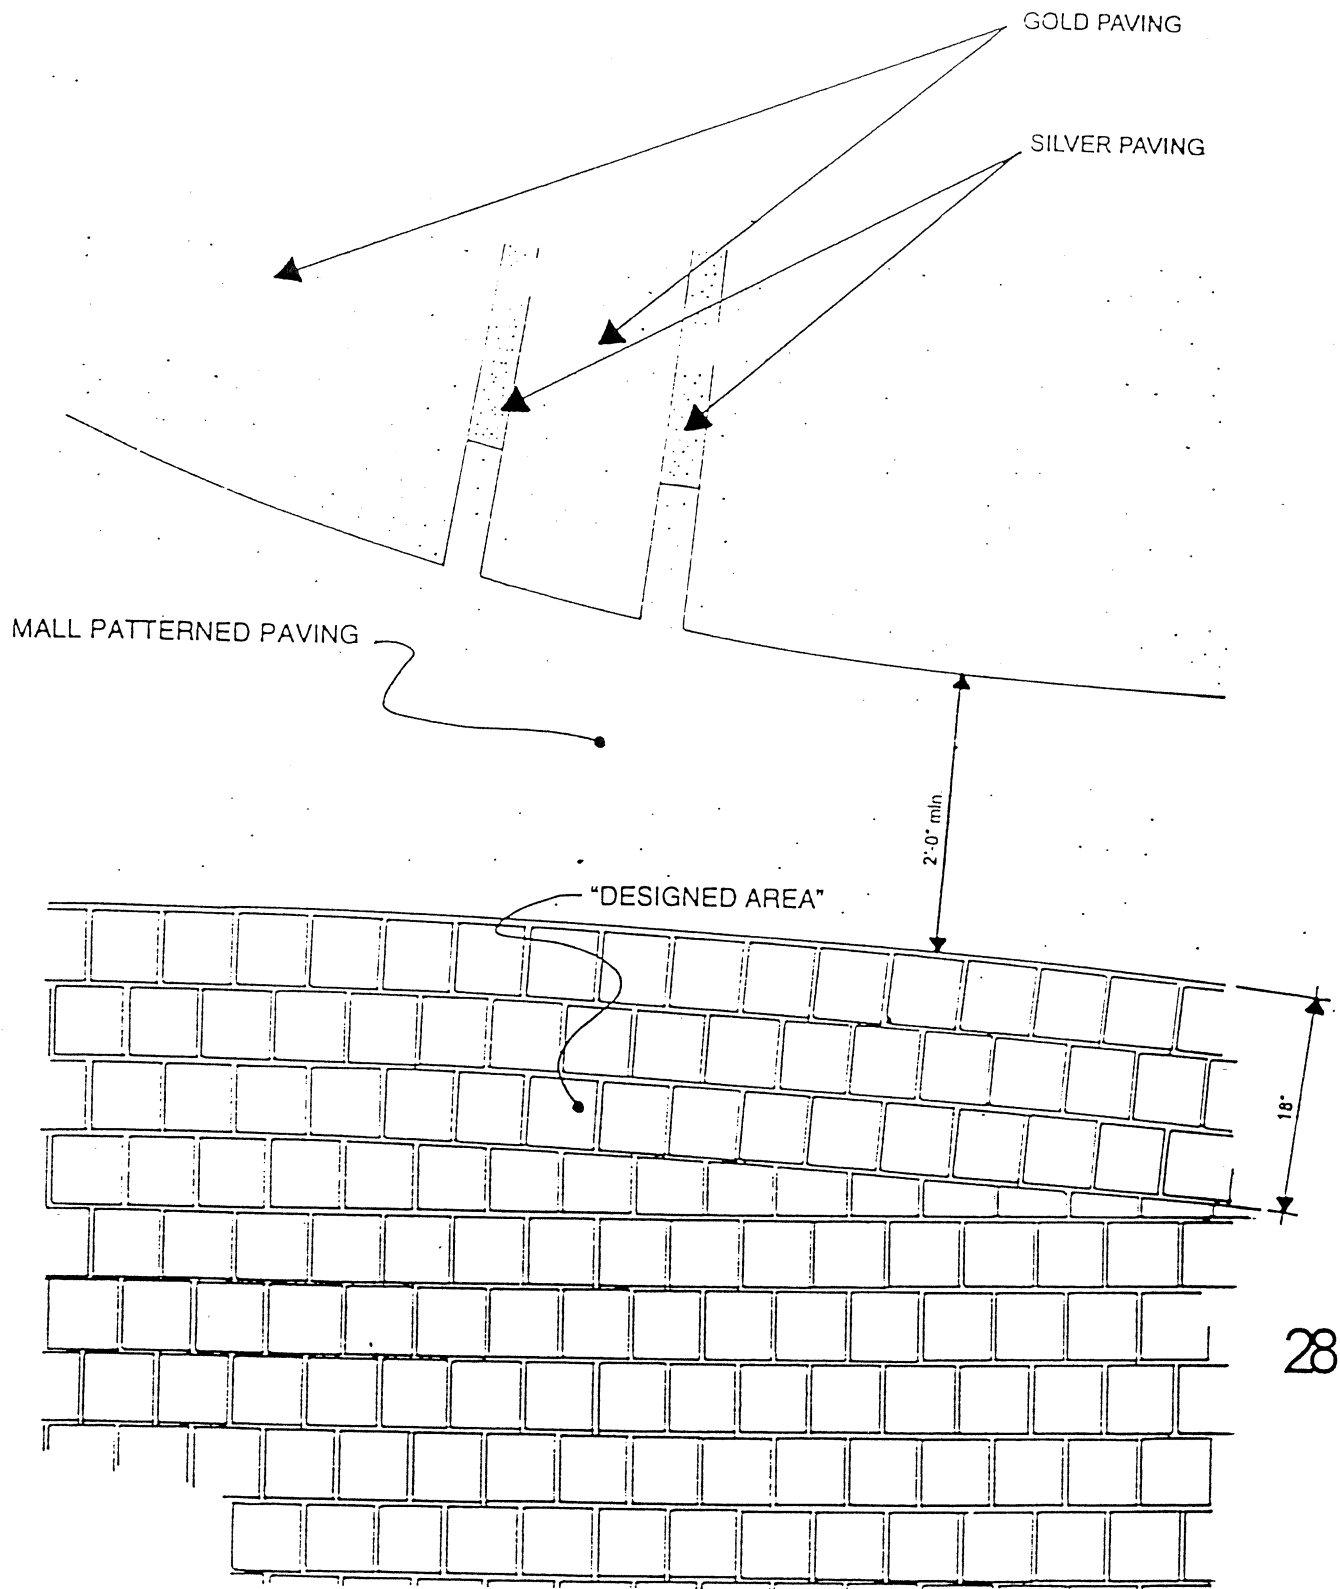 GOLD PAVING
SILVER PAVING
MALL PATTERNED PAVING
2'-0" min
"DESIGNED AREA"
18"
28